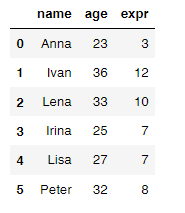 name age expr
0 Anna 23 3
1 Ivan 36 12
2 Lena 33 10
3 Irina 25 7
4 Lisa 27 7
5 Peter 32 8